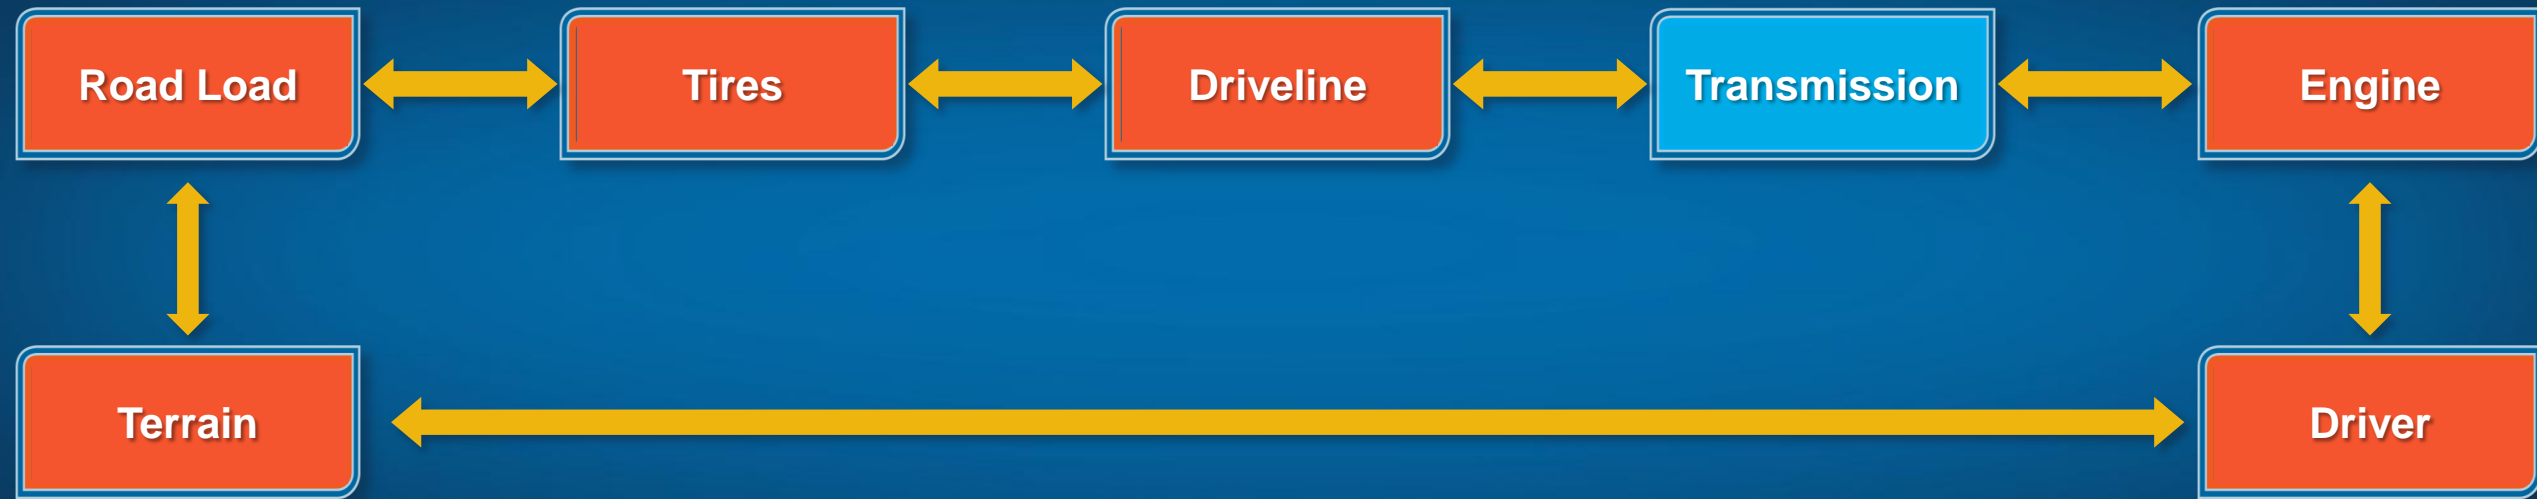 Road Load
Tires
Driveline
Transmission
Engine
Terrain
Driver